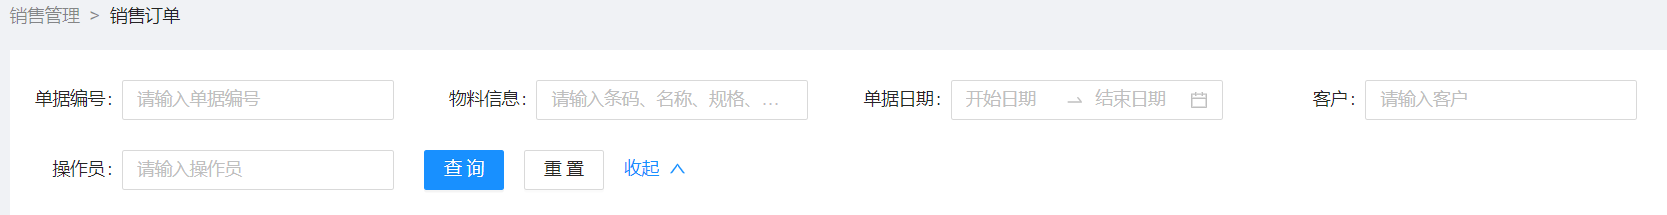 销售管理 > 销售订单
单据编号： 请输入单据编号 物料信息： 请输入条码、名称、规格、... 单据日期： 开始日期 → 结束日期 客户： 请输入客户
操作员： 请输入操作员 查 询 重 置 收起